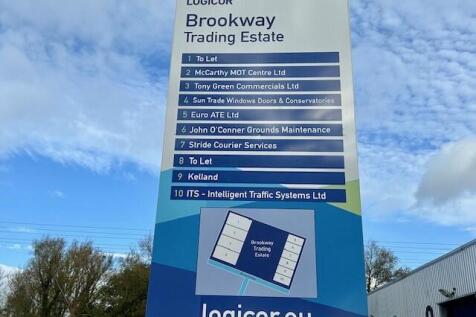 LOGICOR
Brookway
Trading Estate
1 To Let
2 McCarthy MOT Centre Ltd
3 Tony Green Commercials Ltd
4 Sun Trade Windows Doors & Conservatories
5 Euro ATE Ltd
6 John O'Conner Grounds Maintenance
7 Stride Courier Services
8 To Let
9 Kelland
10 ITS - Intelligent Traffic Systems Ltd
Brookway
Trading
Estate
logicor.eu